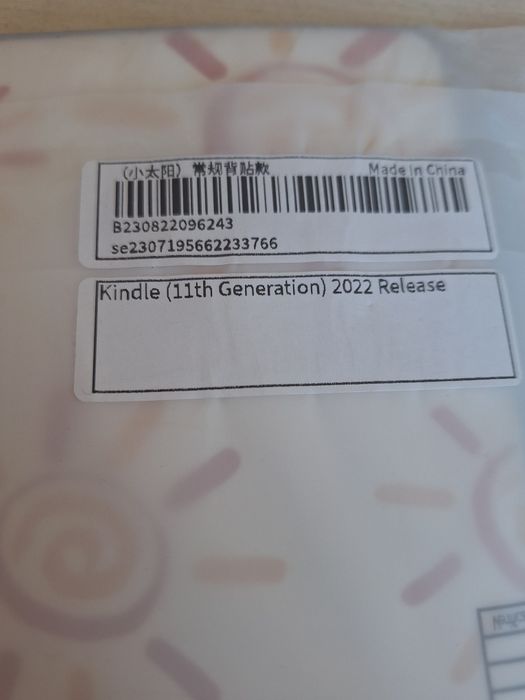 （小太阳）常规背贴款 Made in China
B230822096243
se2307195662233766
Kindle (11th Generation) 2022 Release